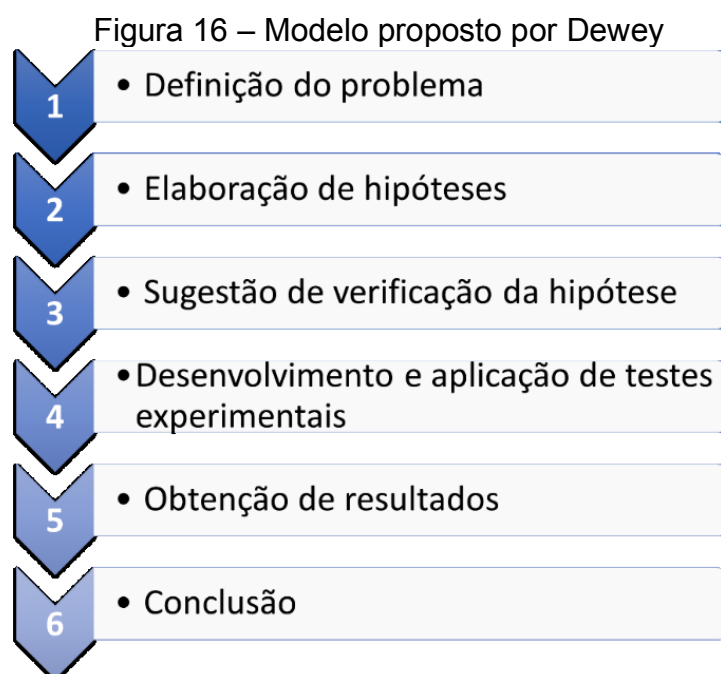 Figura 16 – Modelo proposto por Dewey
1
• Definição do problema
2
• Elaboração de hipóteses
3
• Sugestão de verificação da hipótese
4
•Desenvolvimento e aplicação de testes
experimentais
5
• Obtenção de resultados
6
• Conclusão